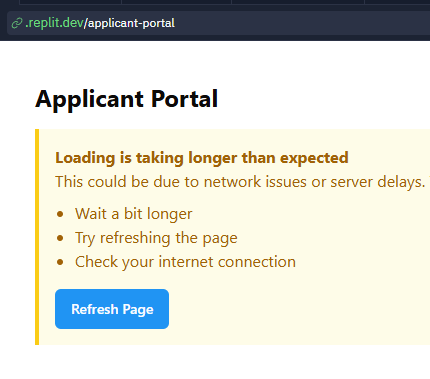 .replit.dev/applicant-portal
Applicant Portal
Loading is taking longer than expected
This could be due to network issues or server delays.
Wait a bit longer
Try refreshing the page
Check your internet connection
Refresh Page